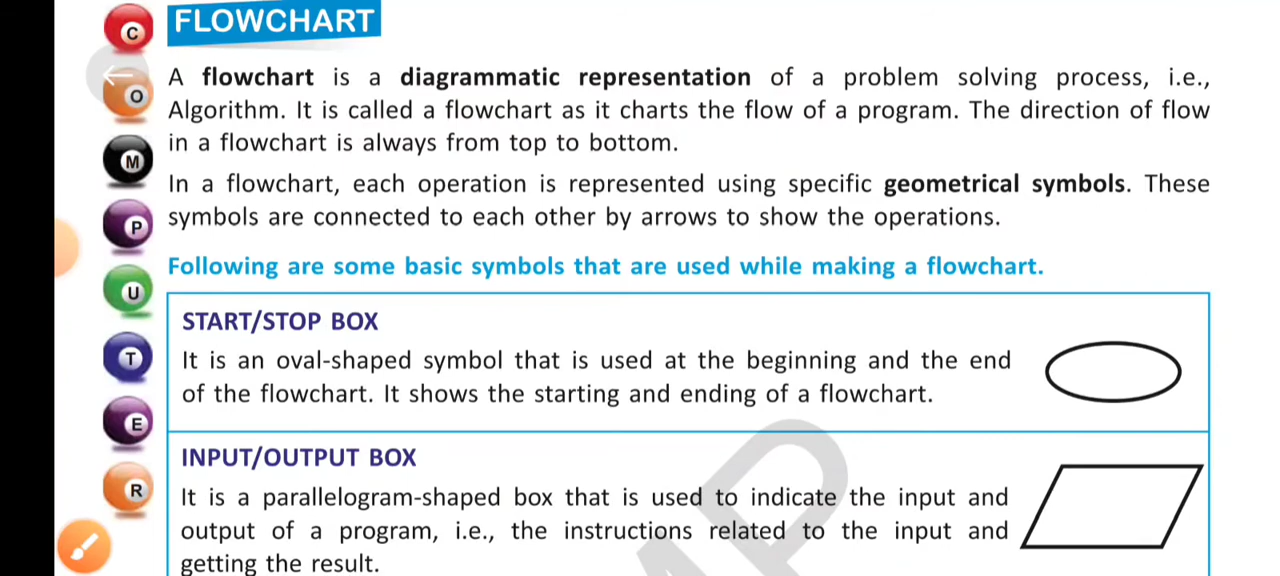 FLOWCHART
A flowchart is a diagrammatic representation of a problem solving process, i.e.,
Algorithm. It is called a flowchart as it charts the flow of a program. The direction of flow
in a flowchart is always from top to bottom.
In a flowchart, each operation is represented using specific geometrical symbols. These
symbols are connected to each other by arrows to show the operations.
Following are some basic symbols that are used while making a flowchart.
START/STOP BOX
It is an oval-shaped symbol that is used at the beginning and the end
of the flowchart. It shows the starting and ending of a flowchart.
INPUT/OUTPUT BOX
It is a parallelogram-shaped box that is used to indicate the input and
output of a program, i.e., the instructions related to the input and
getting the result.
C
O
M
P
U
T
E
R
MP